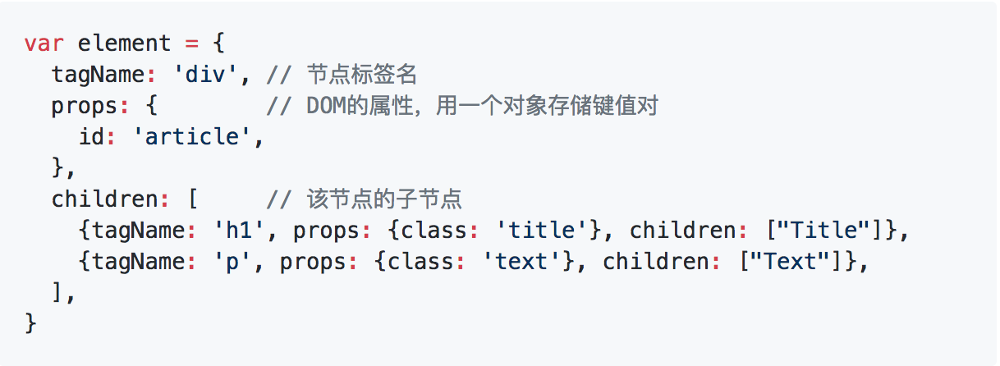 var element = {
  tagName: 'div', // 节点标签名
  props: {        // DOM的属性，用一个对象存储键值对
    id: 'article',
  },
  children: [     // 该节点的子节点
    {tagName: 'h1', props: {class: 'title'}, children: ["Title"]},
    {tagName: 'p', props: {class: 'text'}, children: ["Text"]},
  ],
}